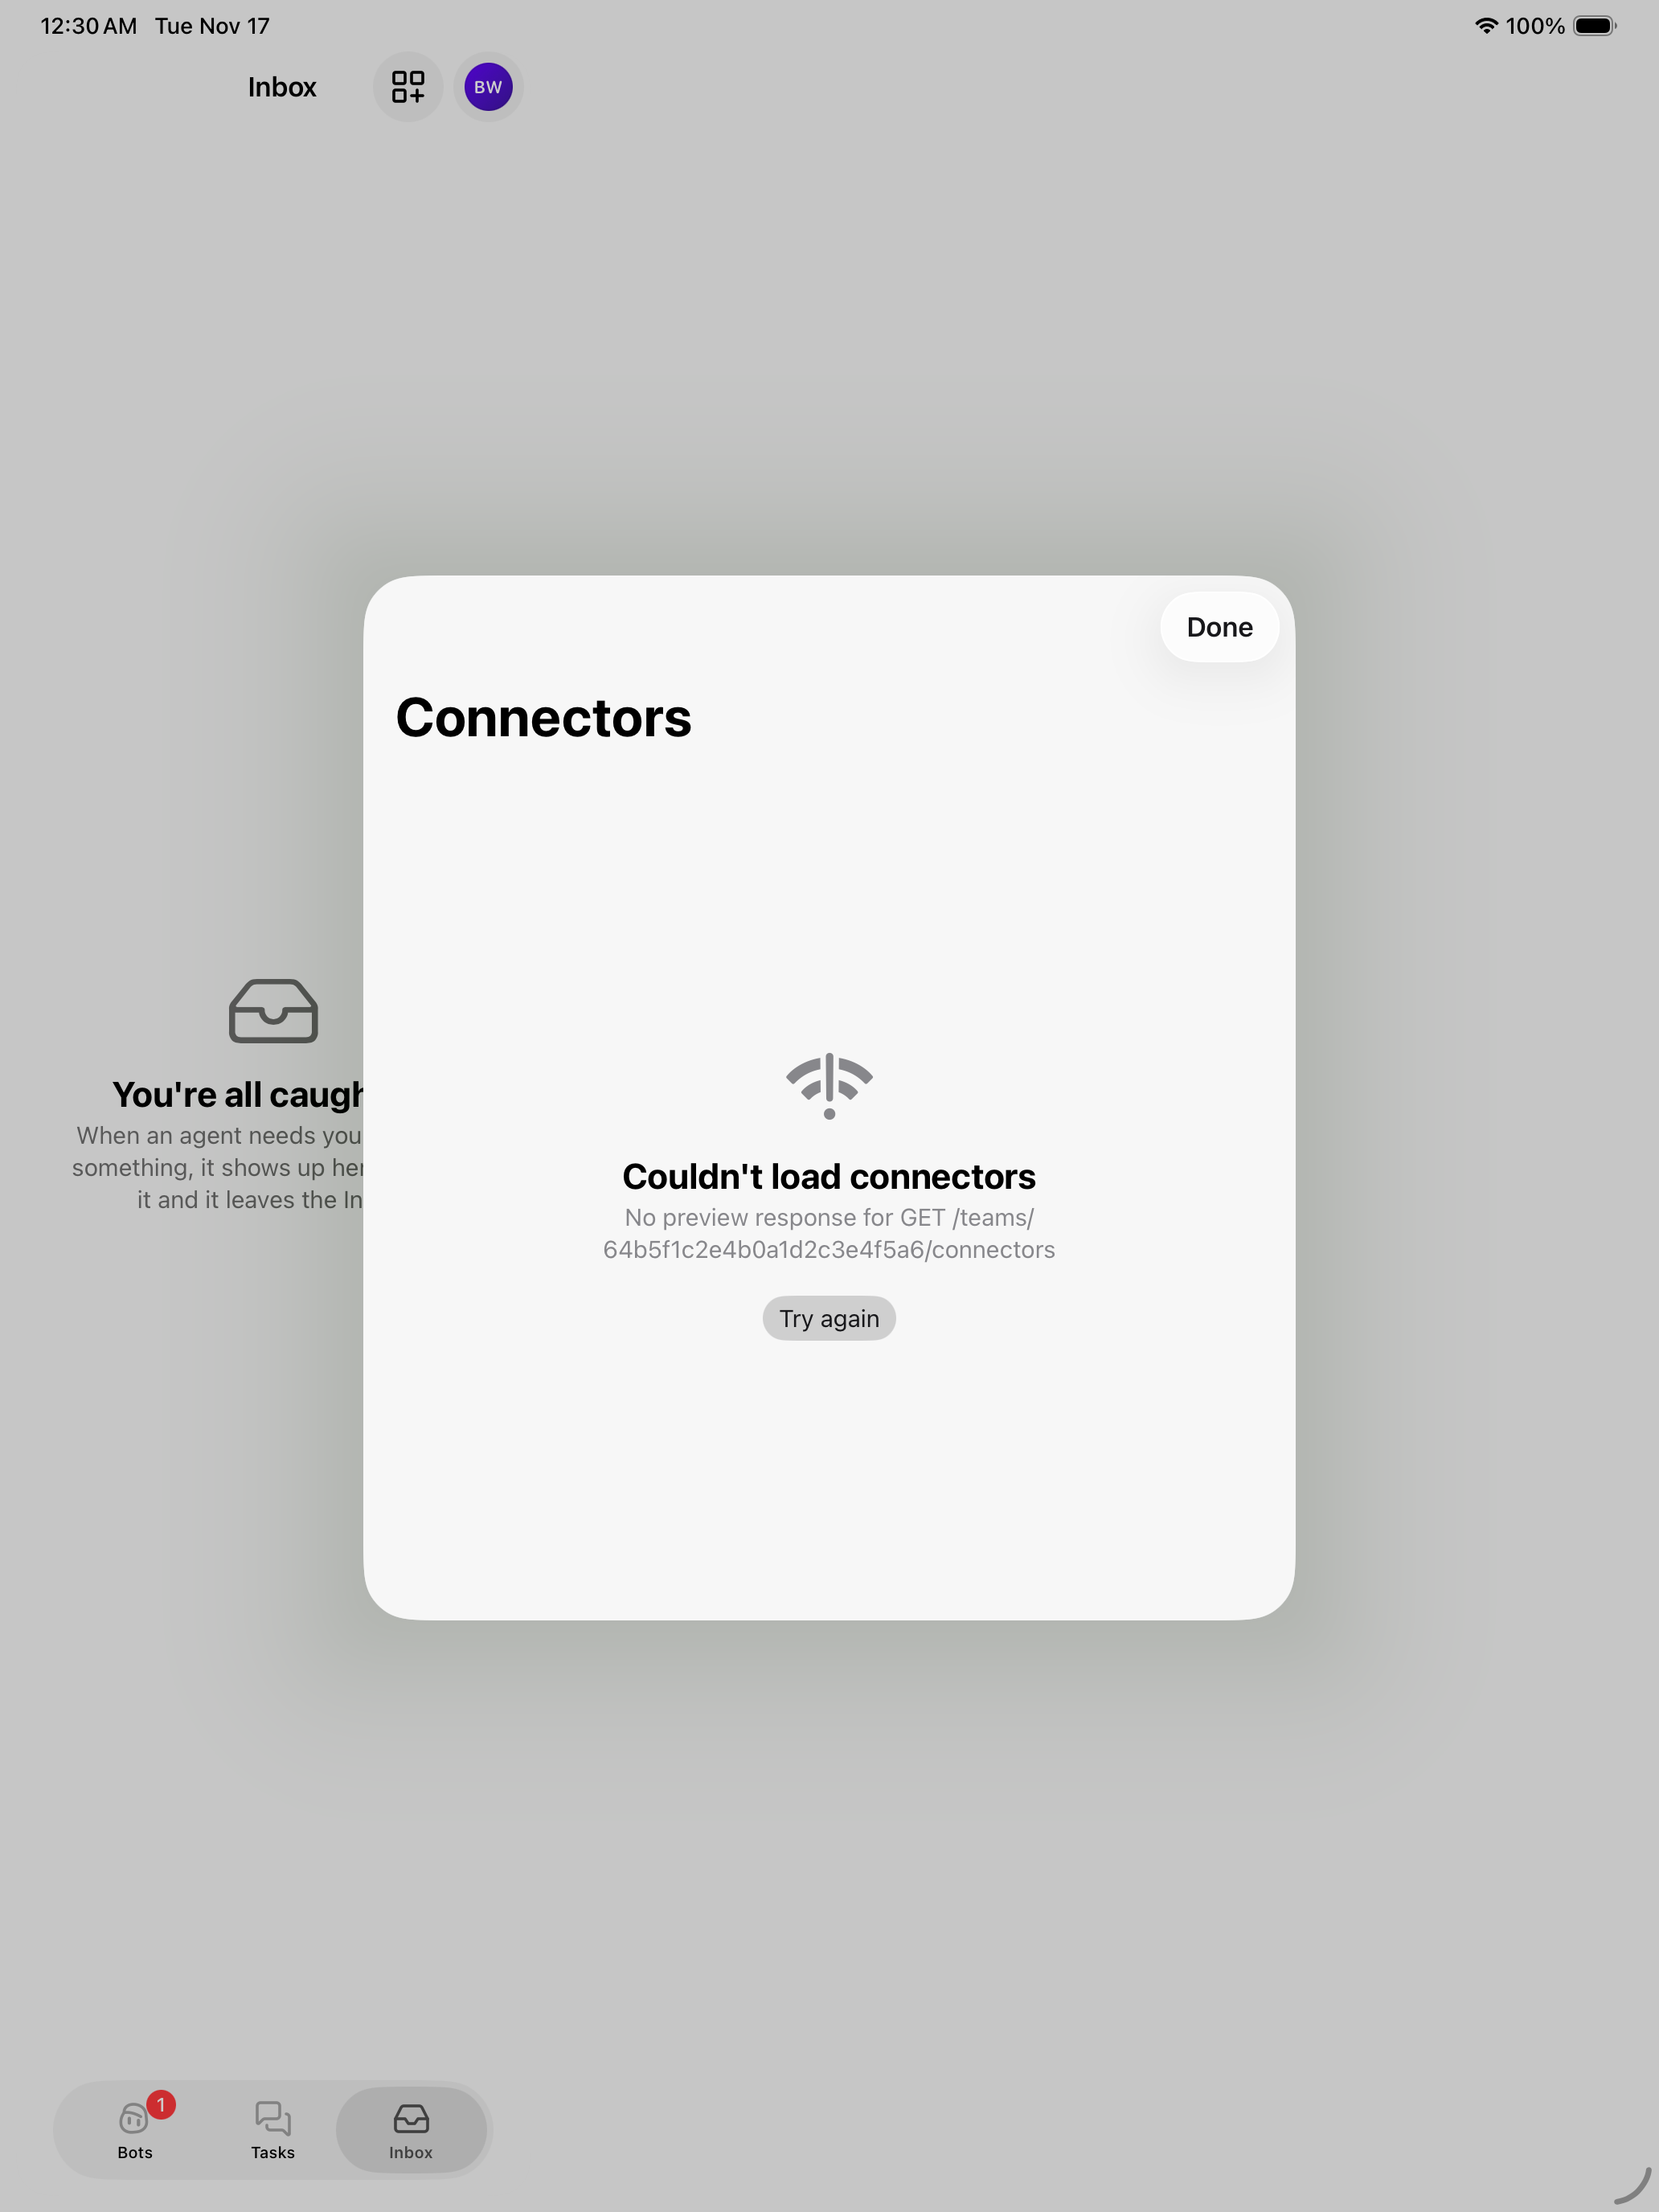 12:30 AM Tue Nov 17
100%
Inbox
BW
Done
Connectors
You're all caugh
When an agent needs you
something, it shows up her
it and it leaves the In
Couldn't load connectors
No preview response for GET /teams/
64b5f1c2e4b0a1d2c3e4f5a6/connectors
Try again
1
Bots
Tasks
Inbox